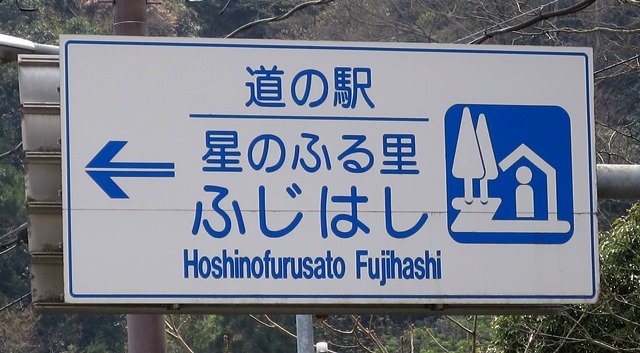 道の駅
星のふる里
ふじはし
Hoshinofurusato Fujihashi